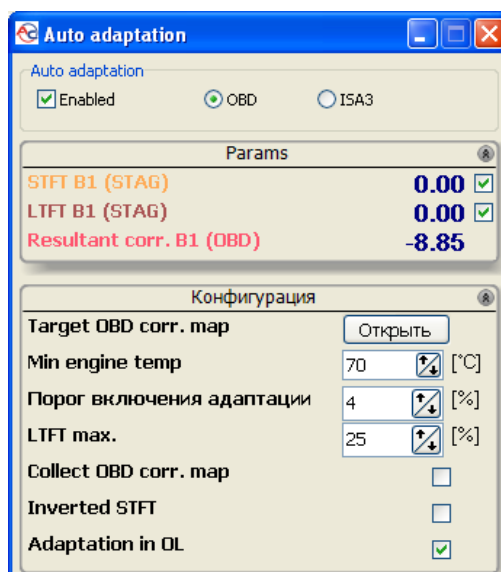 Auto adaptation
Auto adaptation
Enabled OBD ISA3
Params
STFT B1 (STAG) 0.00
LTFT B1 (STAG) 0.00
Resultant corr. B1 (OBD) -8.85
Конфигурация
Target OBD corr. map Открыть
Min engine temp 70 [°C]
Порог включения адаптации 4 [%]
LTFT max. 25 [%]
Collect OBD corr. map
Inverted STFT
Adaptation in OL